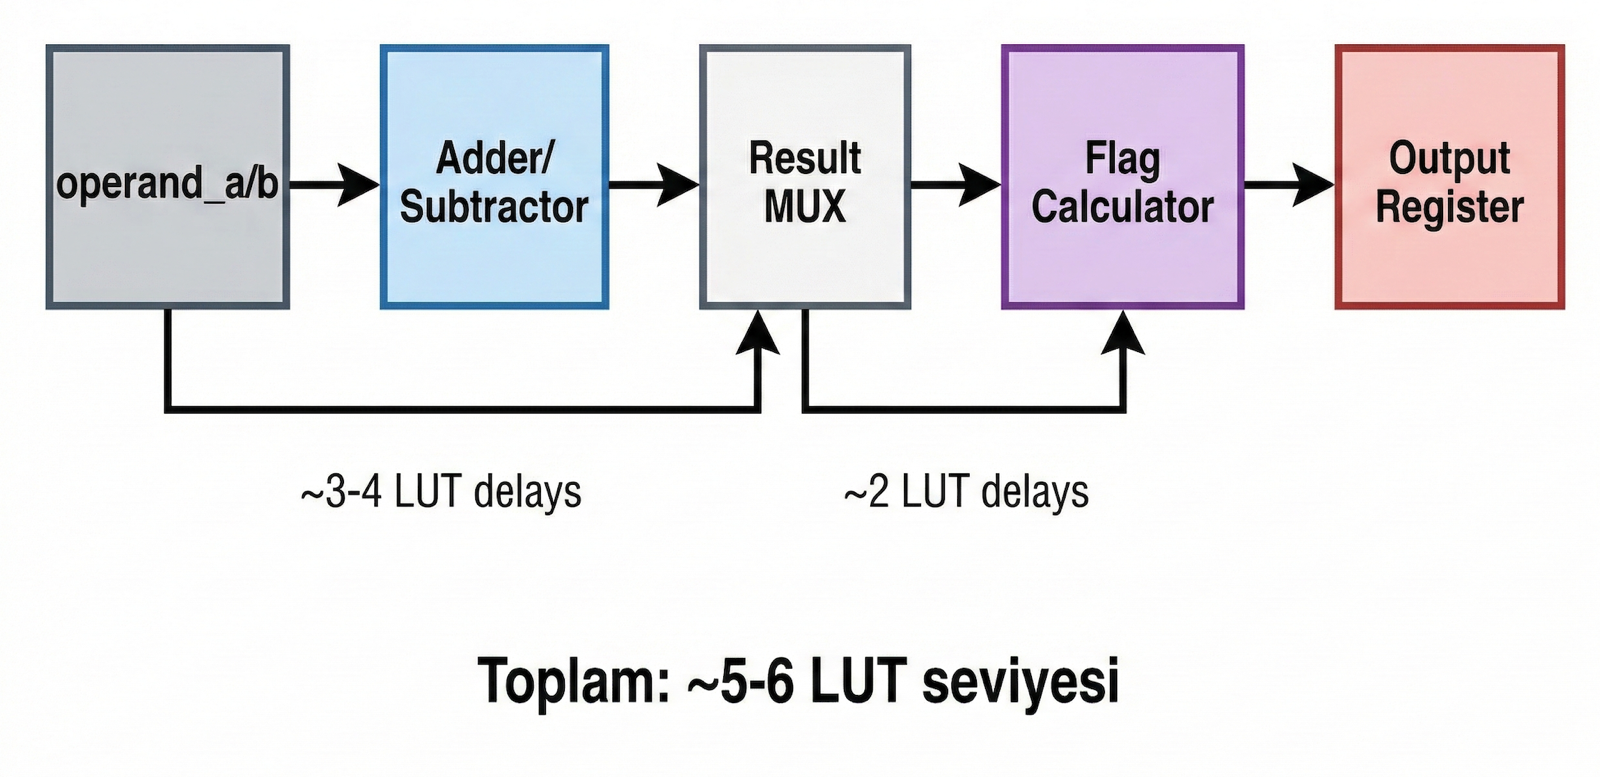 operand_a/b
Adder/
Subtractor
Result
MUX
Flag
Calculator
Output
Register
~3-4 LUT delays
~2 LUT delays
Toplam: ~5-6 LUT seviyesi